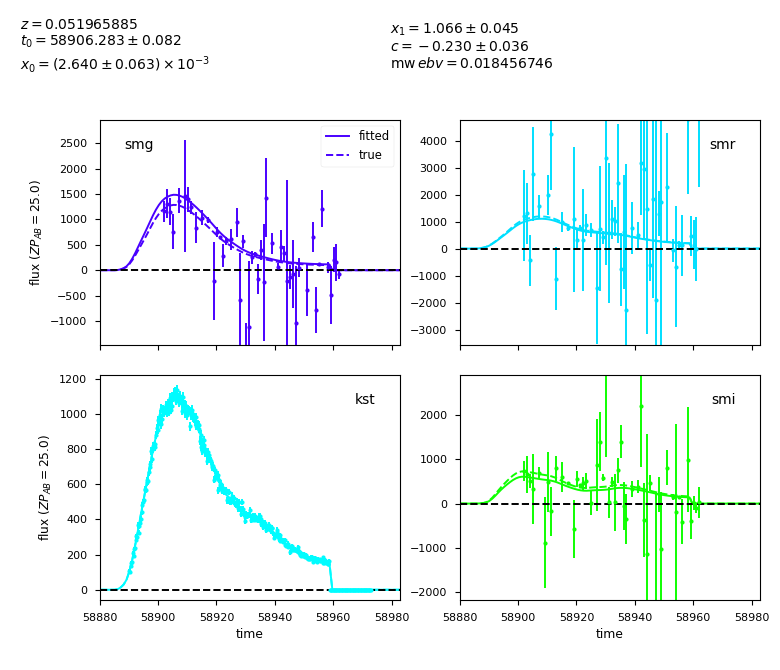 z = 0.051965885
t₀ = 58906.283 ± 0.082
x₀ = (2.640 ± 0.063) × 10⁻³
x₁ = 1.066 ± 0.045
c = −0.230 ± 0.036
mw ebv = 0.018456746
smg
fitted
true
flux (ZP_AB = 25.0)
2500
2000
1500
1000
500
0
−500
−1000
smr
4000
3000
2000
1000
0
−1000
−2000
−3000
kst
flux (ZP_AB = 25.0)
1200
1000
800
600
400
200
0
58880 58900 58920 58940 58960 58980
time
smi
2000
1000
0
−1000
−2000
58880 58900 58920 58940 58960 58980
time